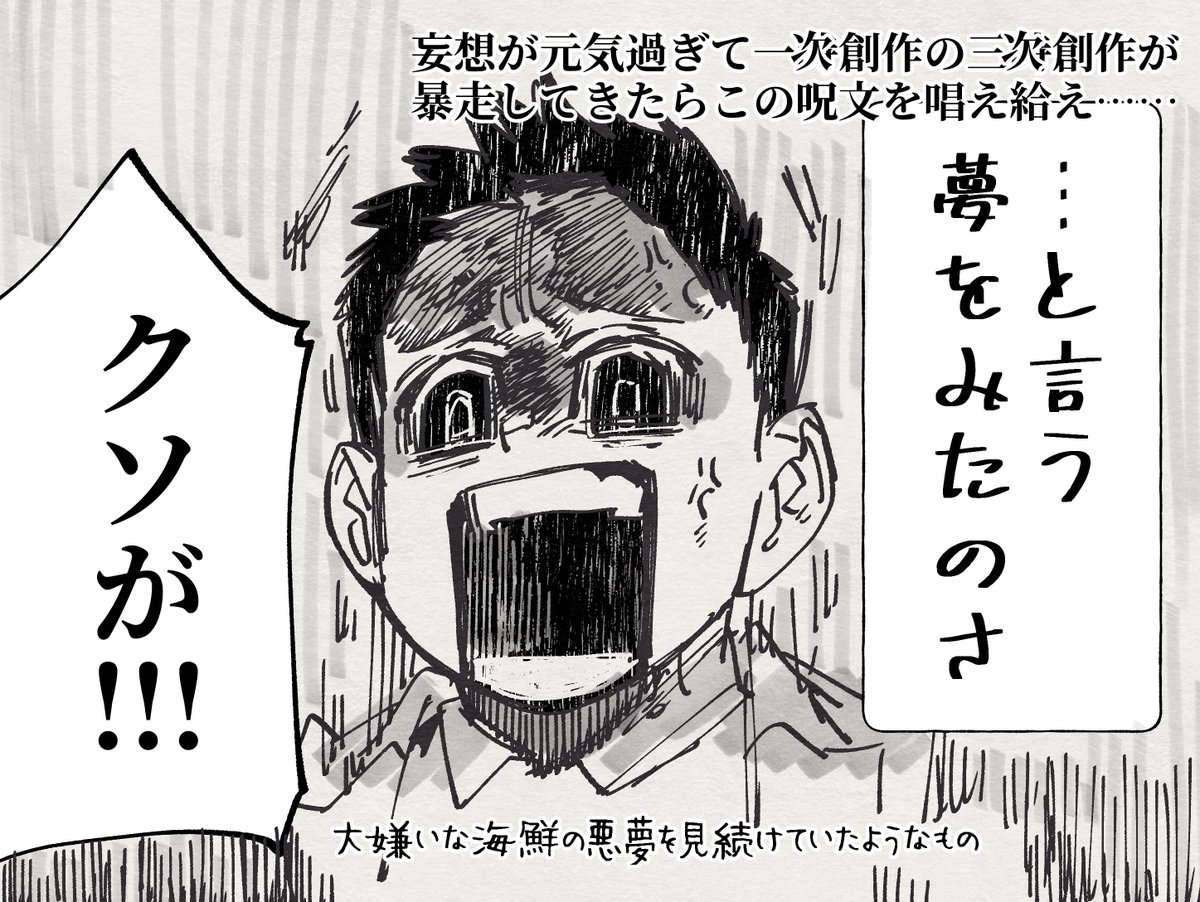 妄想が元気過ぎて一次創作の三次創作が
暴走してきたらこの呪文を唱え給え……
…と言う
夢をみたのさ
クソが!!!
大嫌いな海鮮の悪夢を見続けていたようなもの